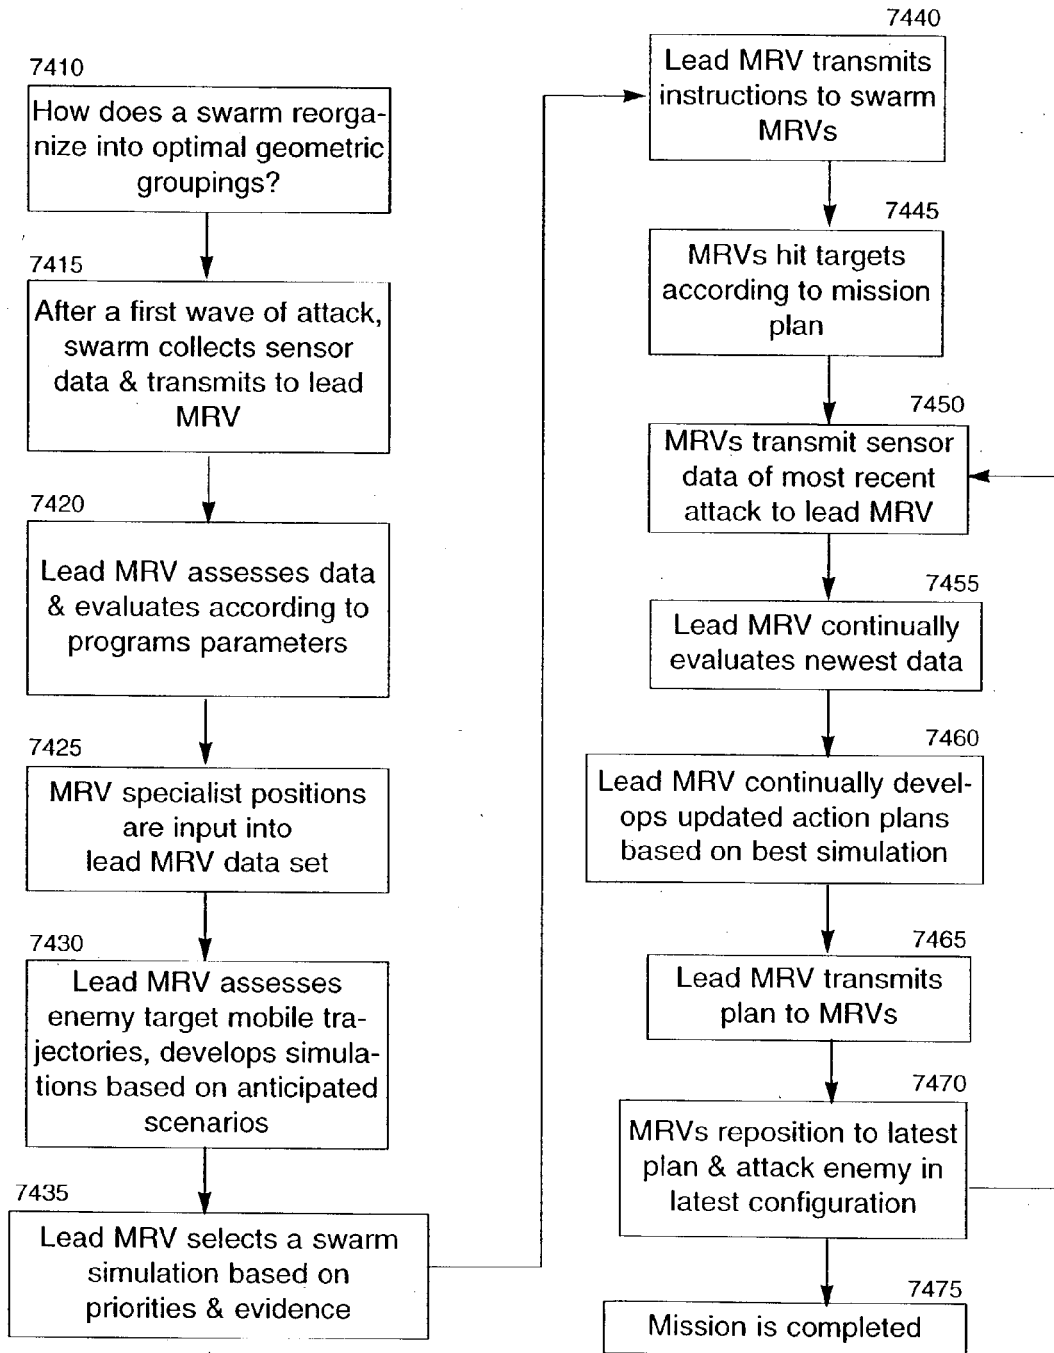 7410
How does a swarm reorga-
nize into optimal geometric
groupings?
7415
After a first wave of attack,
swarm collects sensor
data & transmits to lead
MRV
7420
Lead MRV assesses data
& evaluates according to
programs parameters
7425
MRV specialist positions
are input into
lead MRV data set
7430
Lead MRV assesses
enemy target mobile tra-
jectories, develops simula-
tions based on anticipated
scenarios
7435
Lead MRV selects a swarm
simulation based on
priorities & evidence
7440
Lead MRV transmits
instructions to swarm
MRVs
7445
MRVs hit targets
according to mission
plan
7450
MRVs transmit sensor
data of most recent
attack to lead MRV
7455
Lead MRV continually
evaluates newest data
7460
Lead MRV continually devel-
ops updated action plans
based on best simulation
7465
Lead MRV transmits
plan to MRVs
7470
MRVs reposition to latest
plan & attack enemy in
latest configuration
7475
Mission is completed